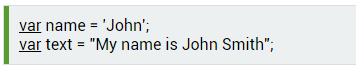 var name = 'John';
var text = "My name is John Smith";